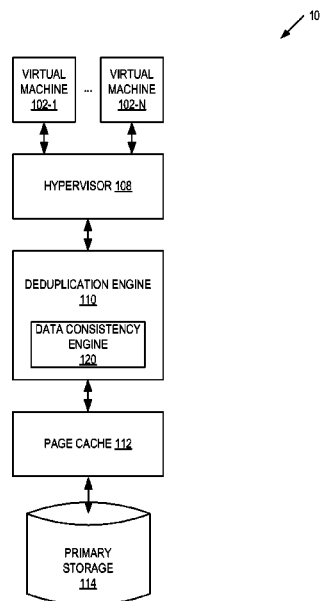 10
VIRTUAL MACHINE 102-1
...
VIRTUAL MACHINE 102-N
HYPERVISOR 108
DEDUPLICATION ENGINE
110
DATA CONSISTENCY
ENGINE
120
PAGE CACHE 112
PRIMARY
STORAGE
114